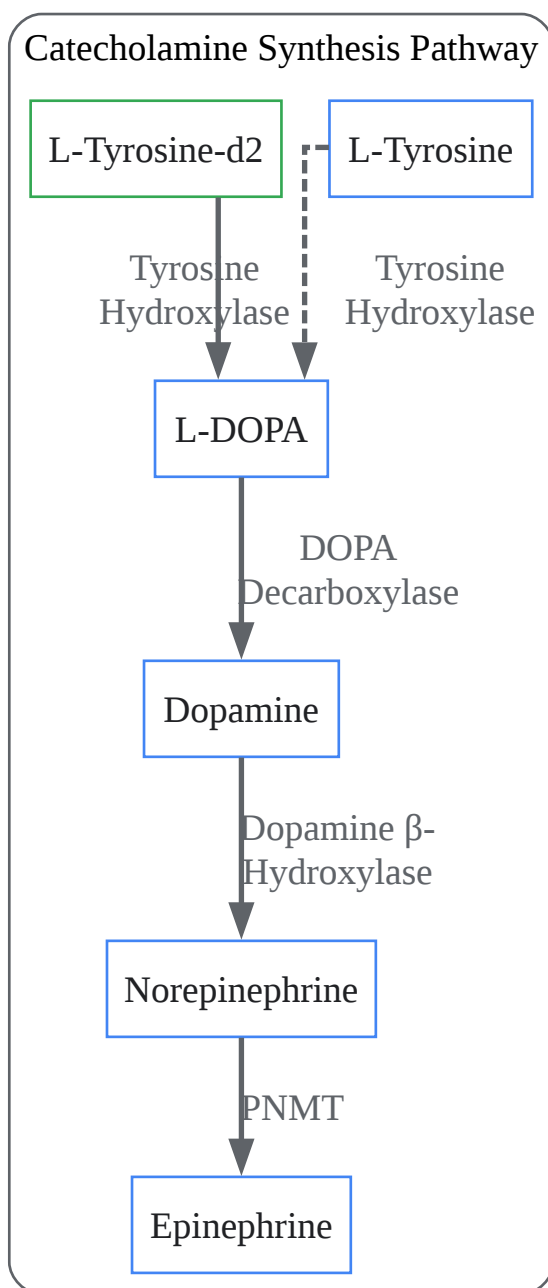 Catecholamine Synthesis Pathway
L-Tyrosine-d2
L-Tyrosine
Tyrosine
Hydroxylase
Tyrosine
Hydroxylase
L-DOPA
DOPA
Decarboxylase
Dopamine
Dopamine β-
Hydroxylase
Norepinephrine
PNMT
Epinephrine